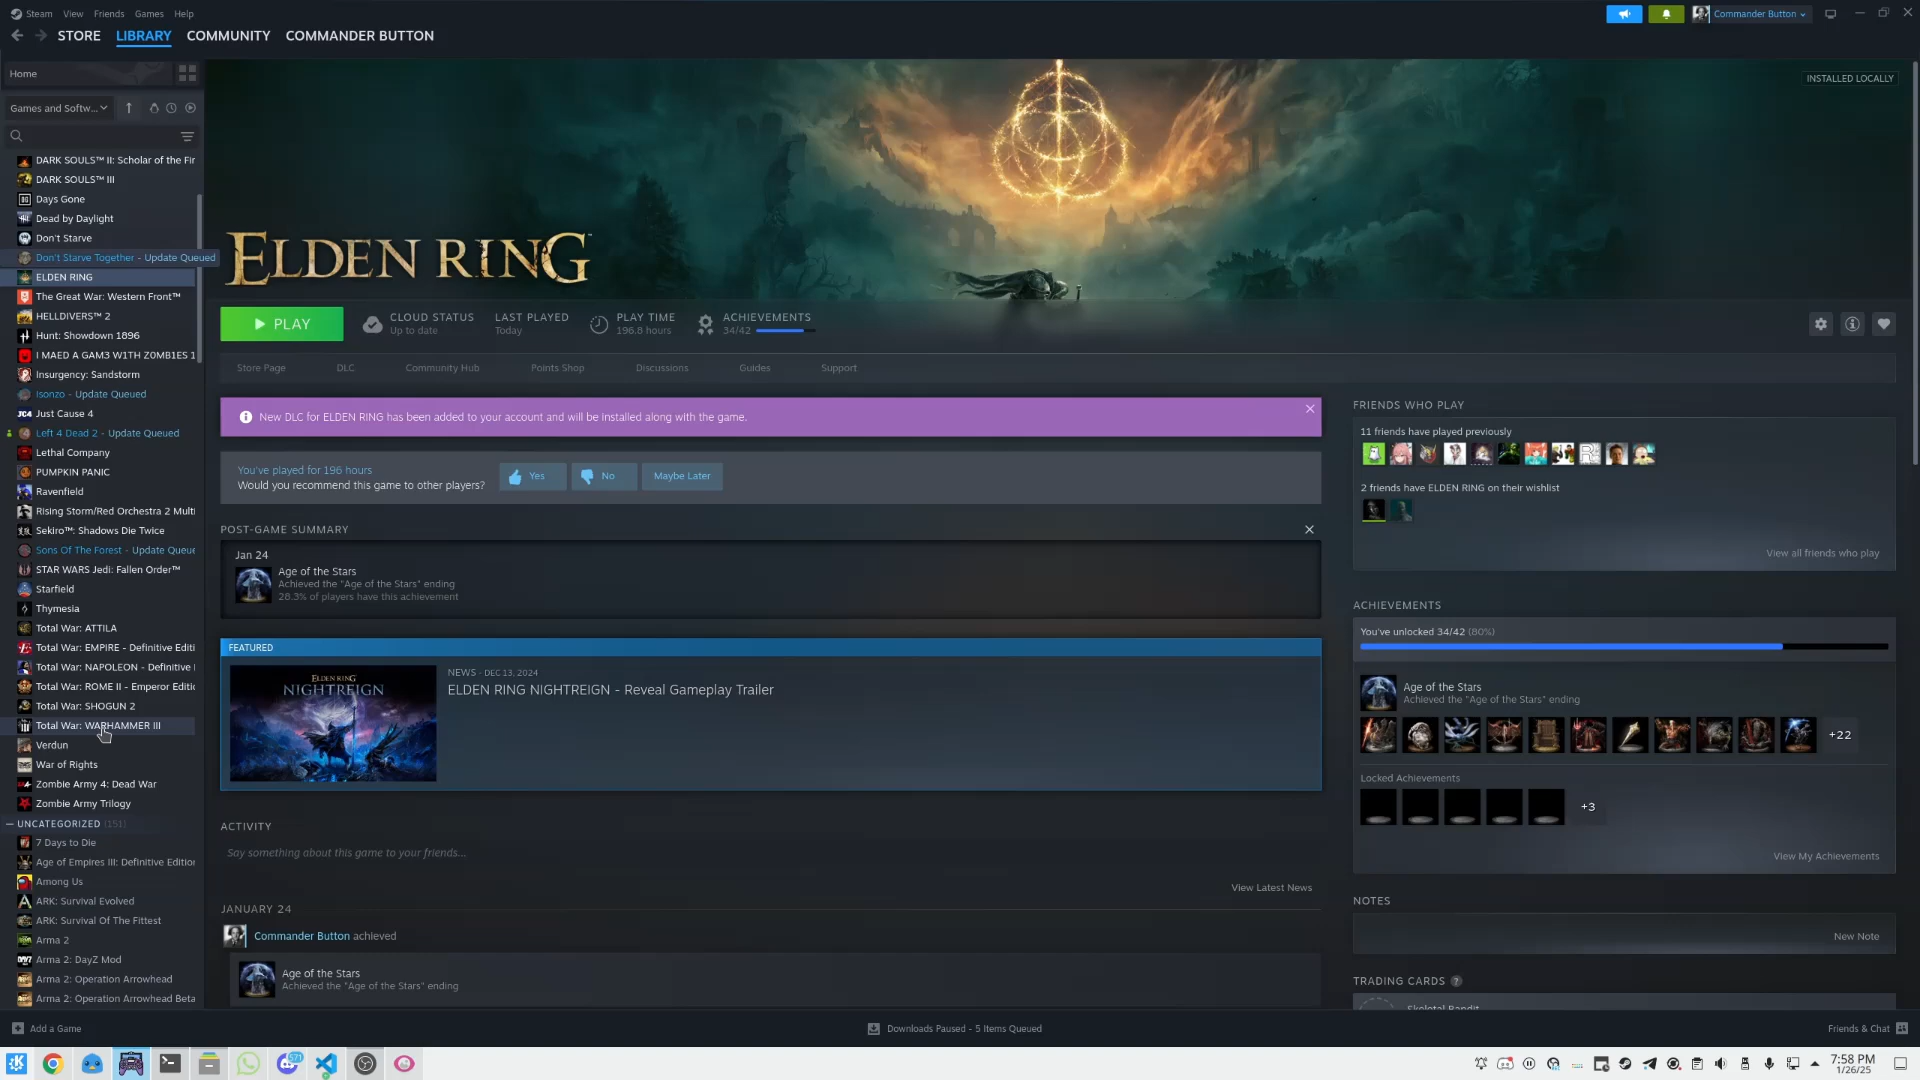 Steam View Friends Games Help
Commander Button
STORE LIBRARY COMMUNITY COMMANDER BUTTON
Home
INSTALLED LOCALLY
Games and Softw...
DARK SOULS™ II: Scholar of the Fir
DARK SOULS™ III
Days Gone
Dead by Daylight
Don't Starve
Don't Starve Together - Update Queued
ELDEN RING
The Great War: Western Front™
HELLDIVERS™ 2
Hunt: Showdown 1896
I MAED A GAM3 W1TH Z0MB1ES 1
Insurgency: Sandstorm
Isonzo - Update Queued
JC4 Just Cause 4
Left 4 Dead 2 - Update Queued
Lethal Company
PUMPKIN PANIC
Ravenfield
Rising Storm/Red Orchestra 2 Multi
Sekiro™: Shadows Die Twice
Sons Of The Forest - Update Queue
STAR WARS Jedi: Fallen Order™
Starfield
Thymesia
Total War: ATTILA
Total War: EMPIRE - Definitive Editi
Total War: NAPOLEON - Definitive
Total War: ROME II - Emperor Editi
Total War: SHOGUN 2
Total War: WARHAMMER III
Verdun
War of Rights
Zombie Army 4: Dead War
Zombie Army Trilogy
— UNCATEGORIZED (151)
7 Days to Die
Age of Empires III: Definitive Edition
Among Us
ARK: Survival Evolved
ARK: Survival Of The Fittest
Arma 2
Arma 2: DayZ Mod
Arma 2: Operation Arrowhead
Arma 2: Operation Arrowhead Beta
ELDEN RING™
PLAY
CLOUD STATUS
Up to date
LAST PLAYED
Today
PLAY TIME
196.8 hours
ACHIEVEMENTS
34/42
Store Page DLC Community Hub Points Shop Discussions Guides Support
New DLC for ELDEN RING has been added to your account and will be installed along with the game.
You've played for 196 hours
Would you recommend this game to other players?
Yes
No
Maybe Later
POST-GAME SUMMARY
Jan 24
Age of the Stars
Achieved the "Age of the Stars" ending
28.3% of players have this achievement
FEATURED
ELDEN RING
NIGHTREIGN
NEWS - DEC 13, 2024
ELDEN RING NIGHTREIGN - Reveal Gameplay Trailer
ACTIVITY
Say something about this game to your friends...
View Latest News
JANUARY 24
Commander Button achieved
Age of the Stars
Achieved the "Age of the Stars" ending
FRIENDS WHO PLAY
11 friends have played previously
2 friends have ELDEN RING on their wishlist
View all friends who play
ACHIEVEMENTS
You've unlocked 34/42 (80%)
Age of the Stars
Achieved the "Age of the Stars" ending
+22
Locked Achievements
+3
View My Achievements
NOTES
New Note
TRADING CARDS ?
Skeletal Bandit
Add a Game
Downloads Paused - 5 Items Queued
Friends & Chat
571
7:58 PM
1/26/25